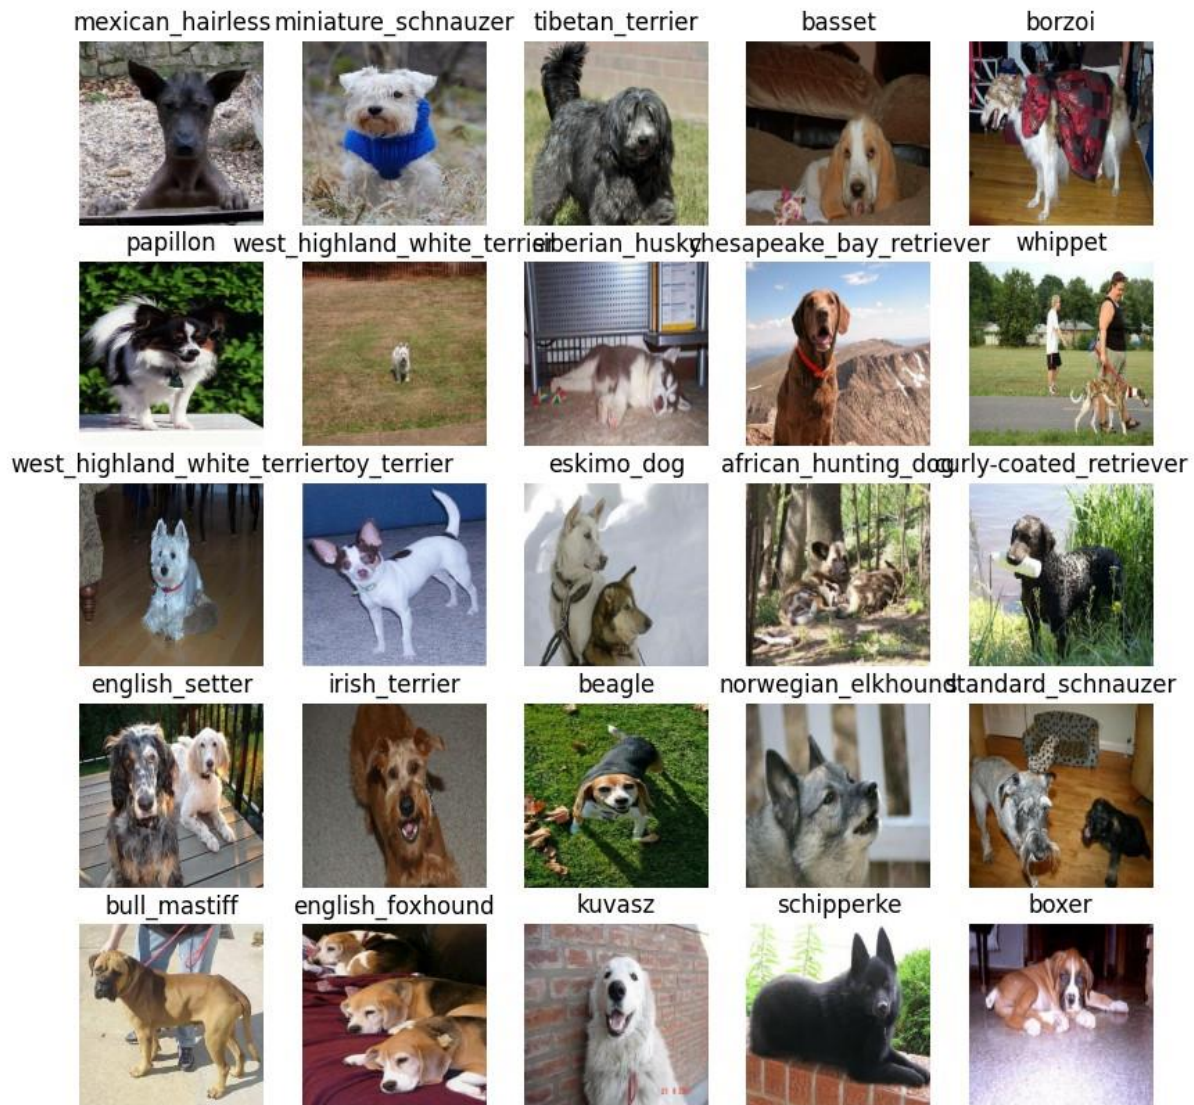 mexican_hairless miniature_schnauzer tibetan_terrier basset borzoi
papillon west_highland_white_terrier siberian_husky chesapeake_bay_retriever whippet
west_highland_white_terrier toy_terrier eskimo_dog african_hunting_dog curly-coated_retriever
english_setter irish_terrier beagle norwegian_elkhound standard_schnauzer
bull_mastiff english_foxhound kuvasz schipperke boxer